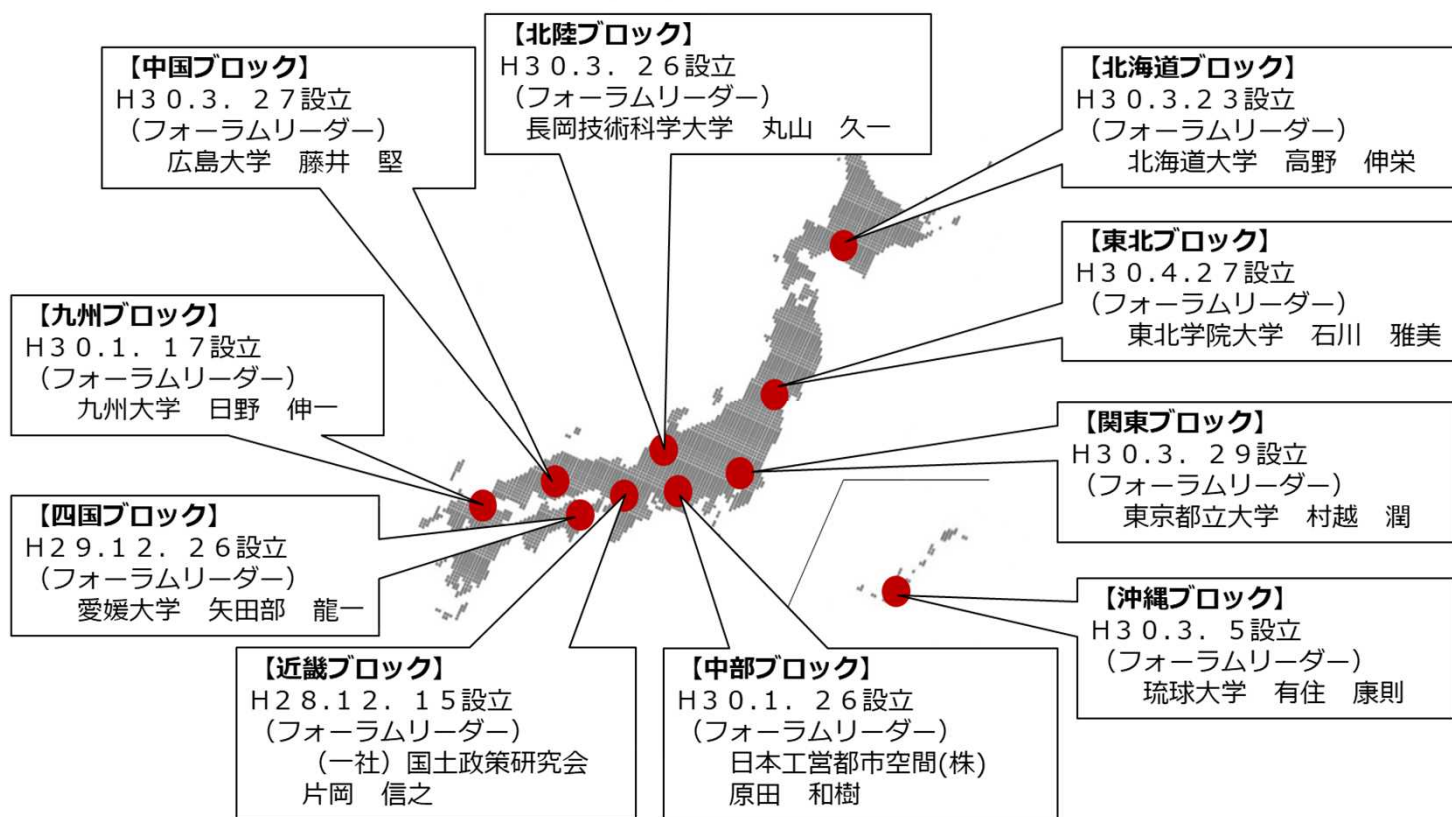 【北陸ブロック】
H30.3. 26設立
(フォーラムリーダー)
長岡技術科学大学 丸山 久一
【中国ブロック】
H30.3. 27設立
(フォーラムリーダー)
広島大学 藤井 堅
【北海道ブロック】
H30.3.23設立
(フォーラムリーダー)
北海道大学 高野 伸栄
【東北ブロック】
H30.4.27設立
(フォーラムリーダー)
東北学院大学 石川 雅美
【九州ブロック】
H30.1. 17設立
(フォーラムリーダー)
九州大学 日野 伸一
【関東ブロック】
H30.3. 29設立
(フォーラムリーダー)
東京都立大学 村越 潤
【四国ブロック】
H29.12. 26設立
(フォーラムリーダー)
愛媛大学 矢田部 龍一
【沖縄ブロック】
H30.3. 5設立
(フォーラムリーダー)
琉球大学 有住 康則
【近畿ブロック】
H28.12. 15設立
(フォーラムリーダー)
(一社)国土政策研究会
片岡 信之
【中部ブロック】
H30.1. 26設立
(フォーラムリーダー)
日本工営都市空間(株)
原田 和樹